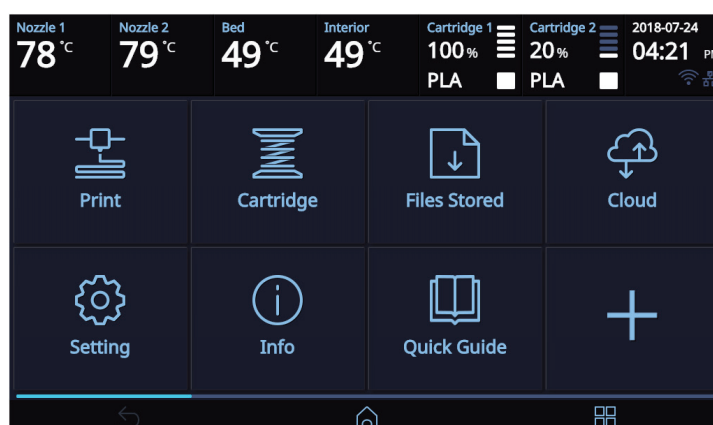 Nozzle 1 Nozzle 2 Bed Interior Cartridge 1 Cartridge 2 2018-07-24
78 °C 79 °C 49 °C 49 °C 100 % 20 % 04:21 PM
PLA PLA
Print Cartridge Files Stored Cloud
Setting Info Quick Guide